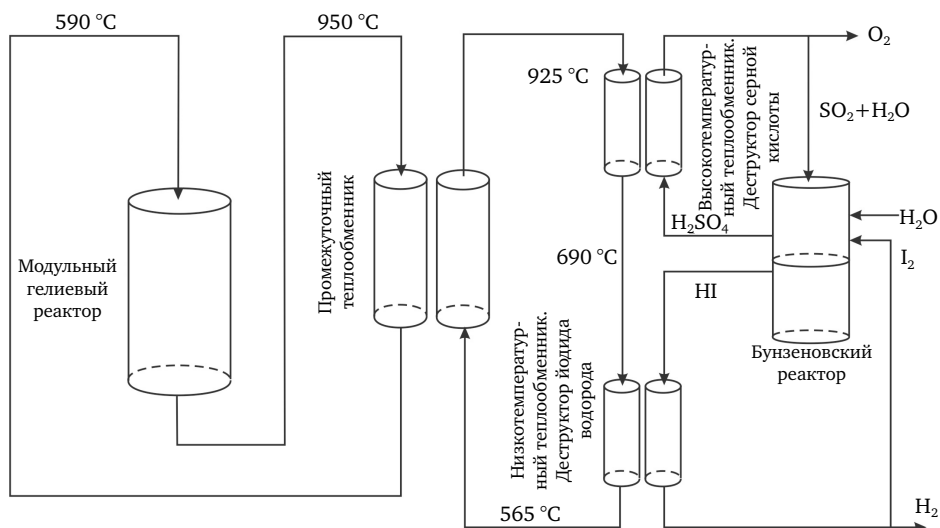 590 °C
950 °C
925 °C
O₂
SO₂+H₂O
Высокотемператур-
ный теплообменник.
Деструктор серной
кислоты
Промежуточный
теплообменник
Модульный
гелиевый
реактор
H₂SO₄
H₂O
I₂
690 °C
HI
Бунзеновский
реактор
Низкотемператур-
ный теплообменник.
Деструктор йодида
водорода
565 °C
H₂